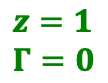 z = 1
Γ = 0